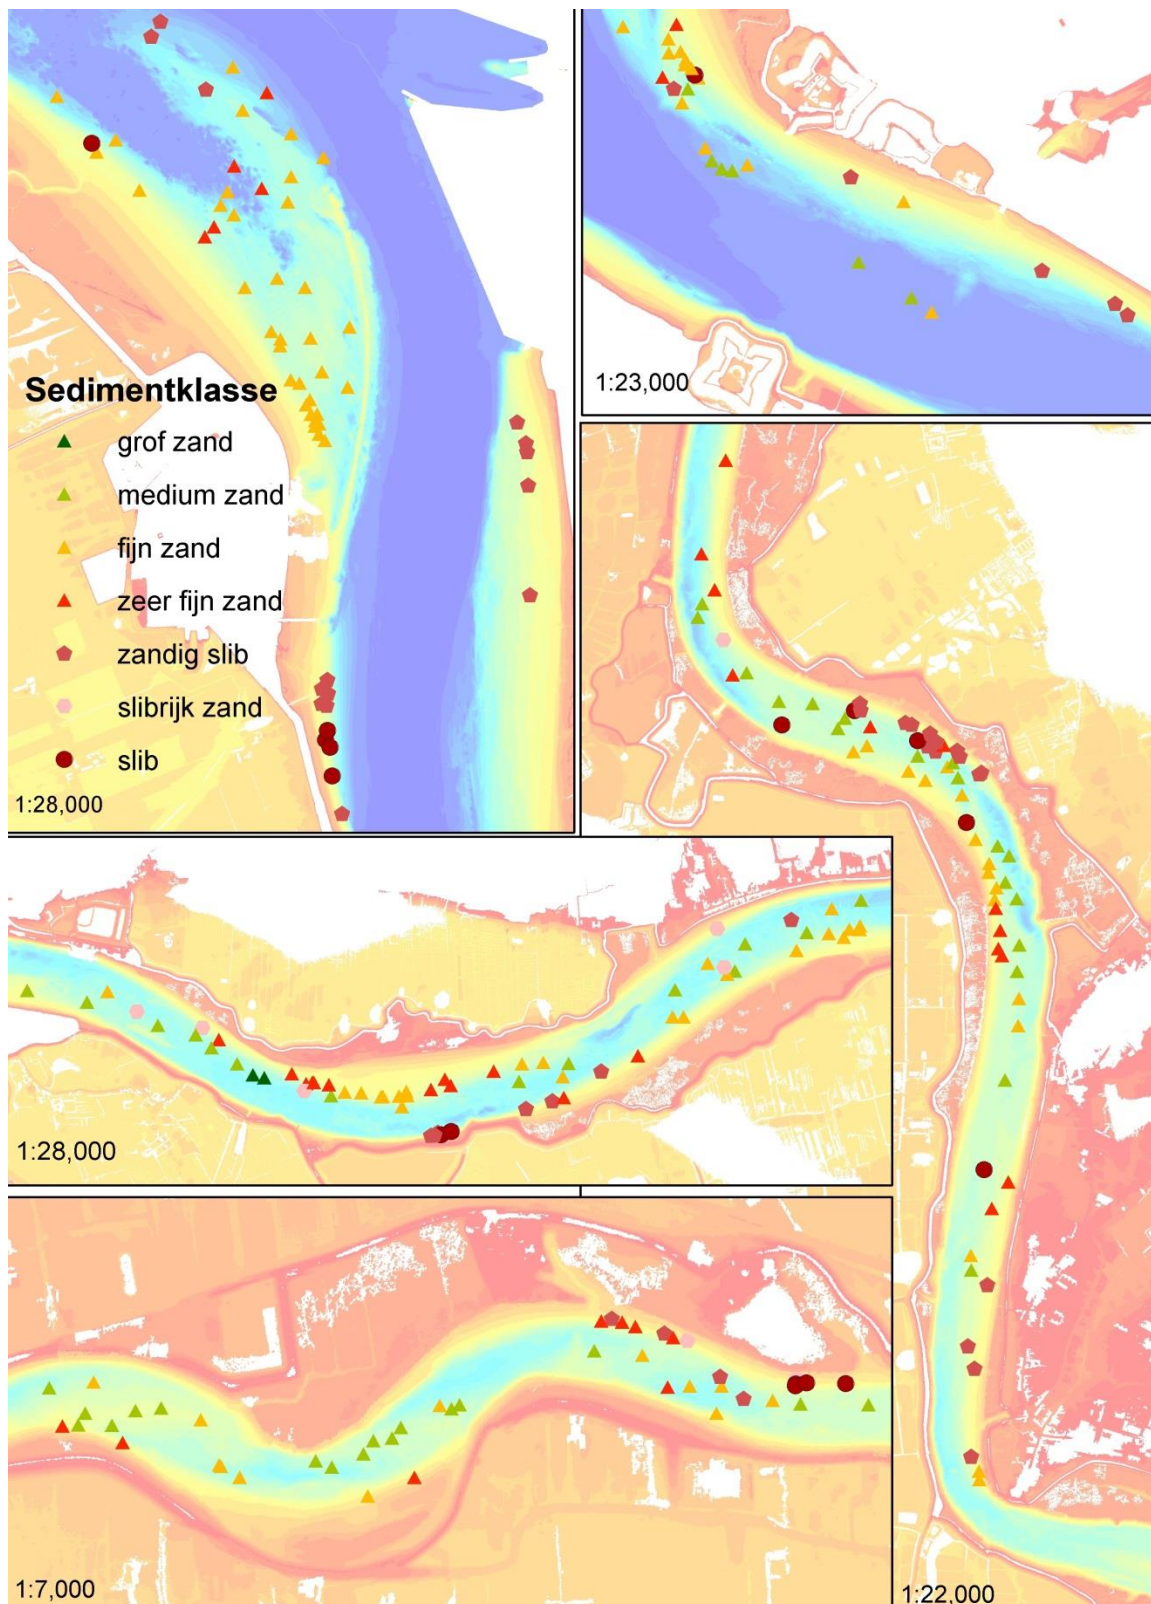 Sedimentklasse
grof zand
medium zand
fijn zand
zeer fijn zand
zandig slib
slibrijk zand
slib
1:28,000
1:23,000
1:28,000
1:7,000
1:22,000